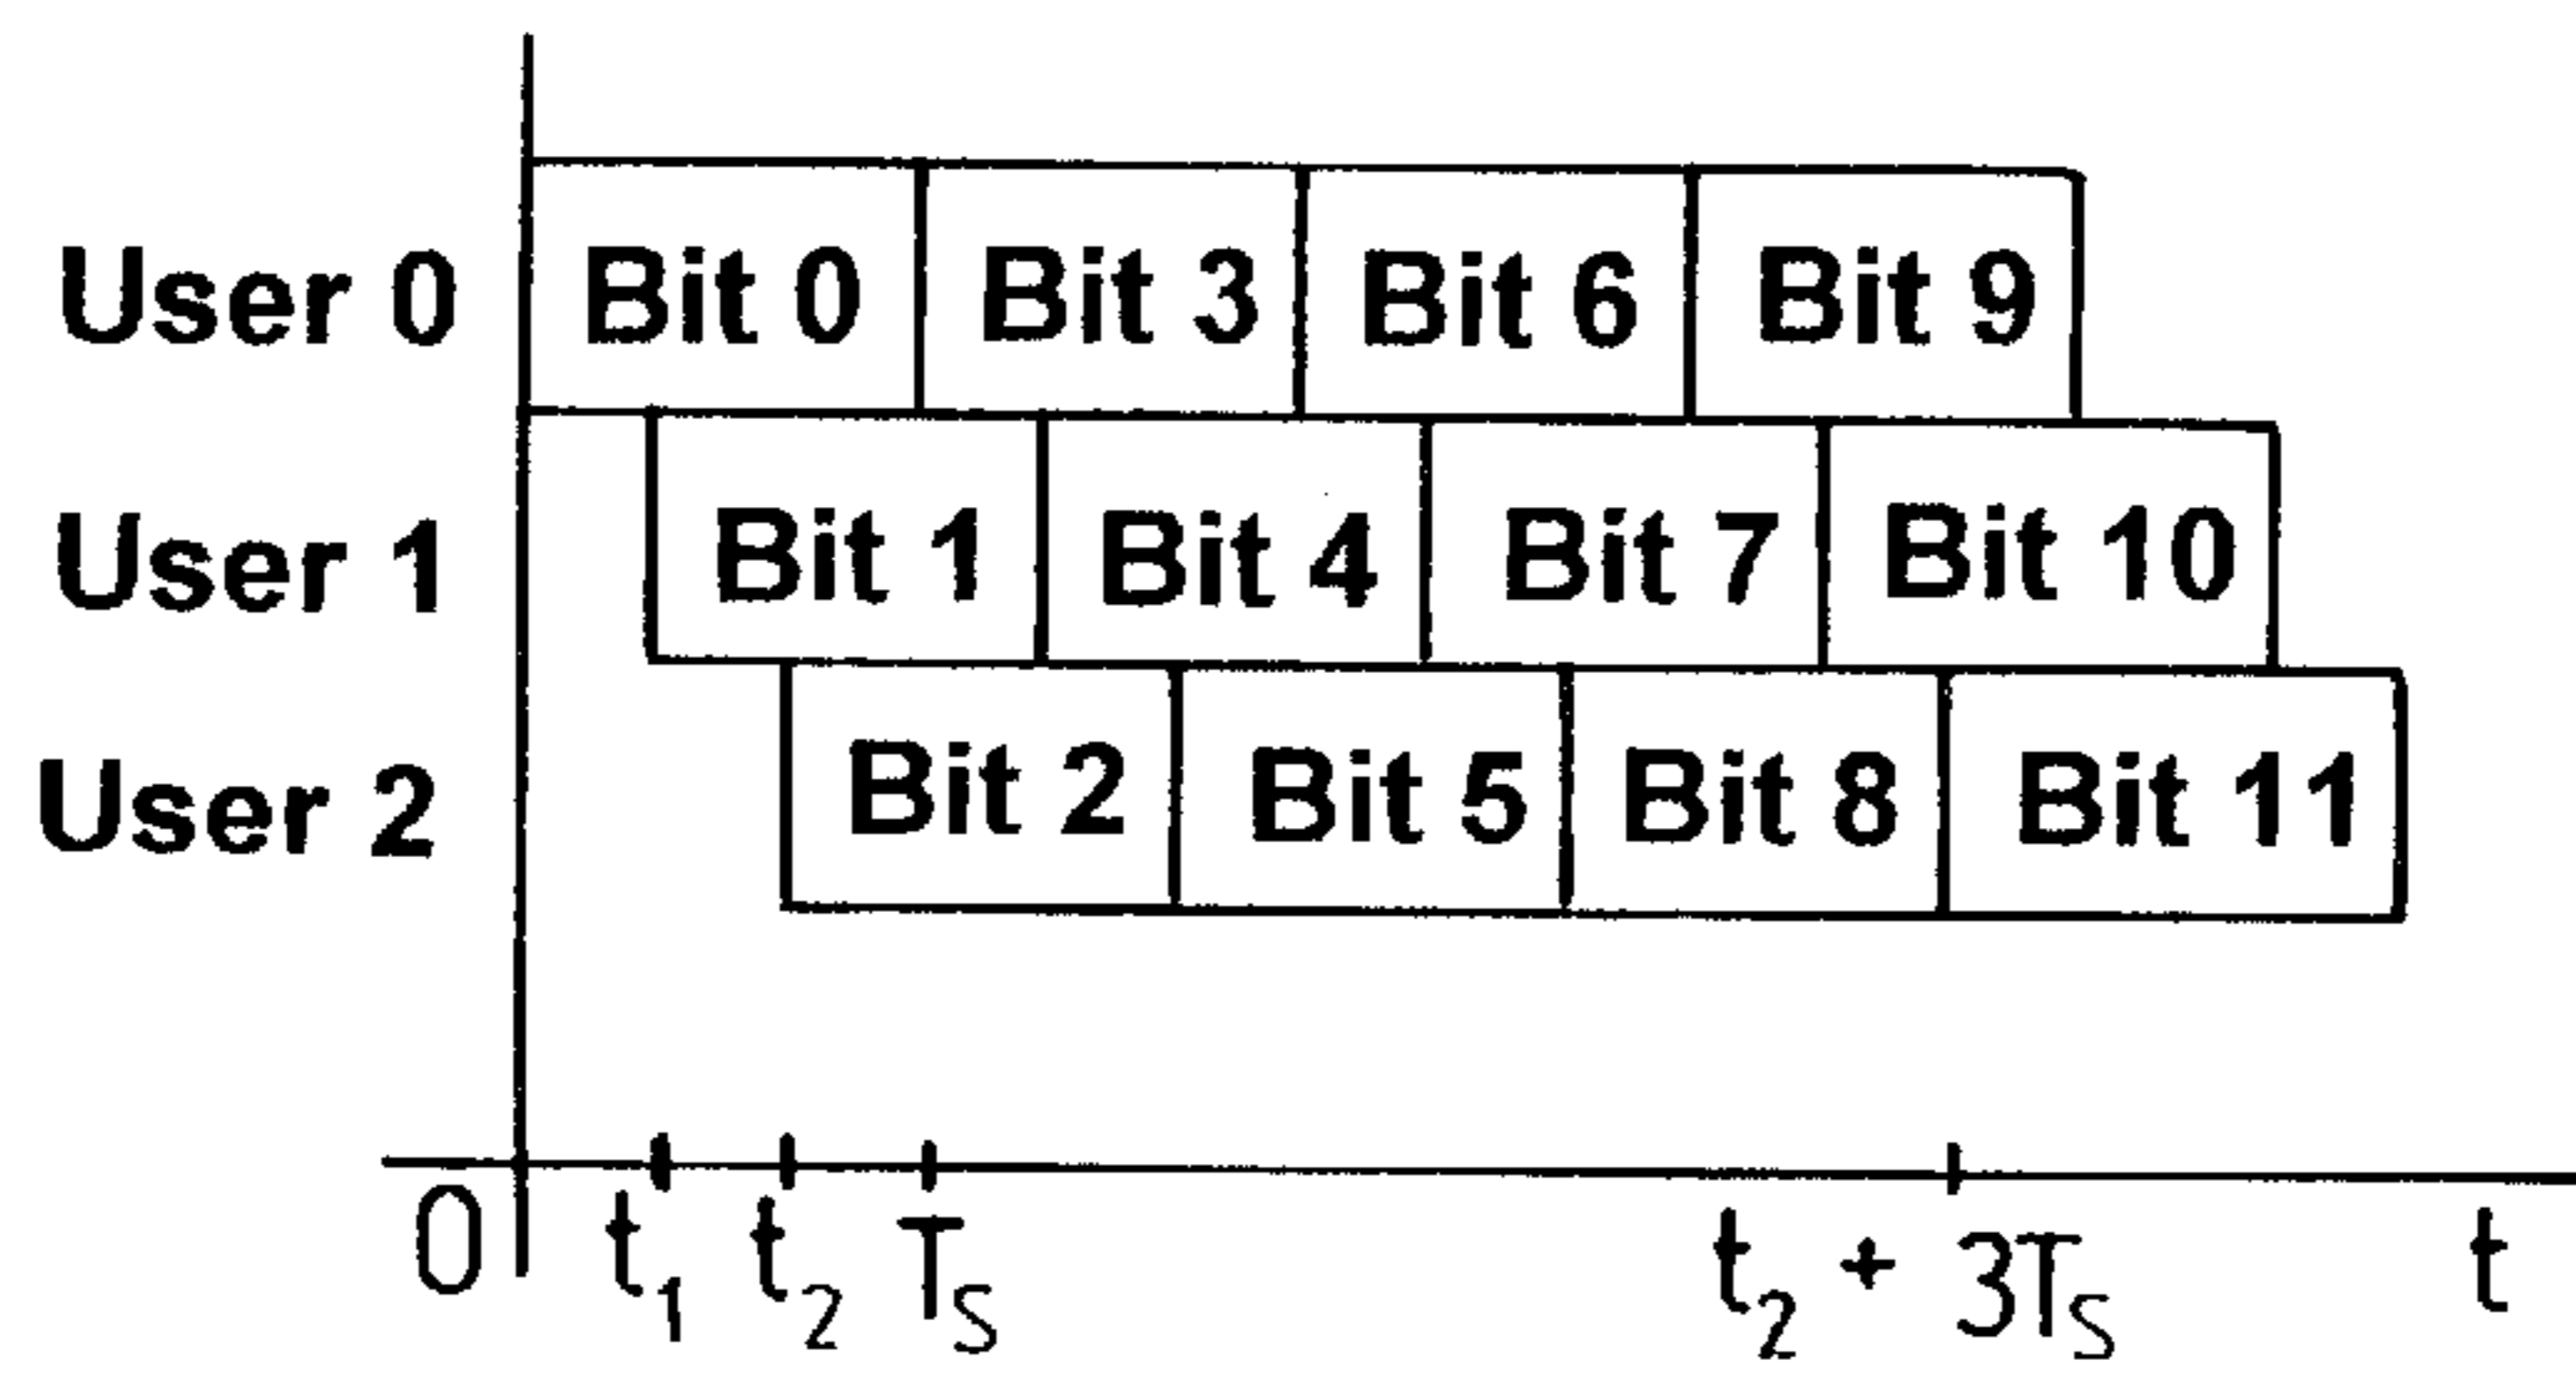 User 0 Bit 0 Bit 3 Bit 6 Bit 9
User 1 Bit 1 Bit 4 Bit 7 Bit 10
User 2 Bit 2 Bit 5 Bit 8 Bit 11
0 t₁ t₂ Tₛ t₂ + 3Tₛ t